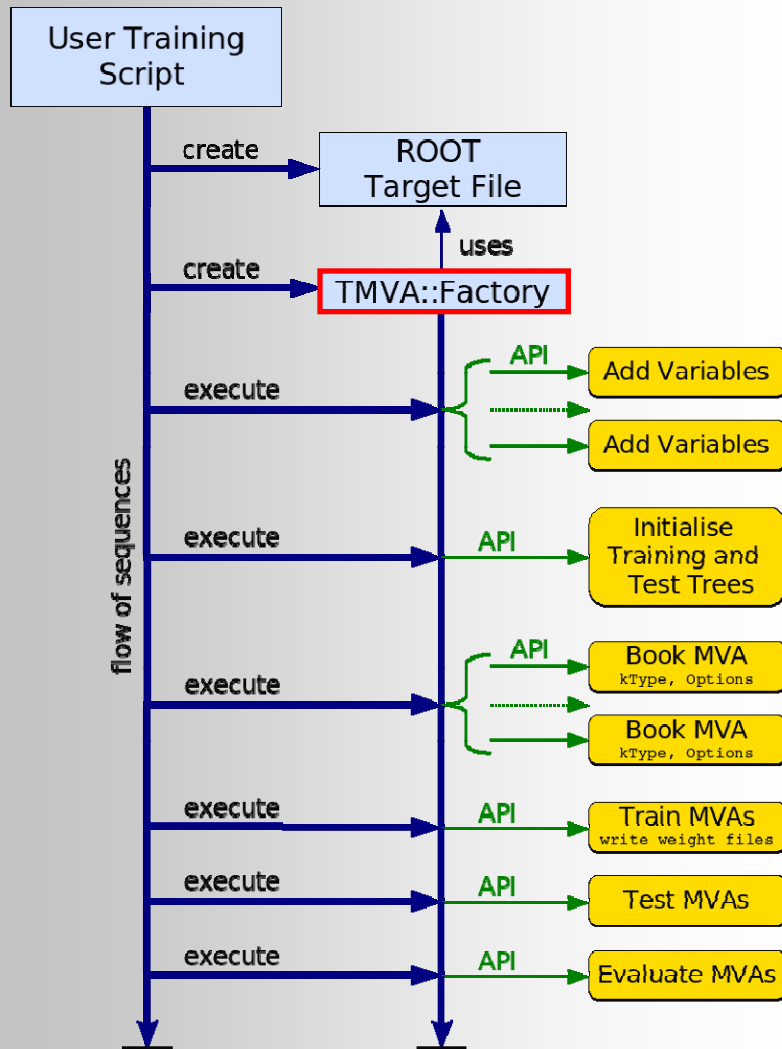 User Training
Script
create
ROOT
Target File
uses
create
TMVA::Factory
API
execute
Add Variables
Add Variables
flow of sequences
execute
API
Initialise
Training and
Test Trees
API
execute
Book MVA
kType, Options
Book MVA
kType, Options
execute
API
Train MVAs
write weight files
execute
API
Test MVAs
execute
API
Evaluate MVAs